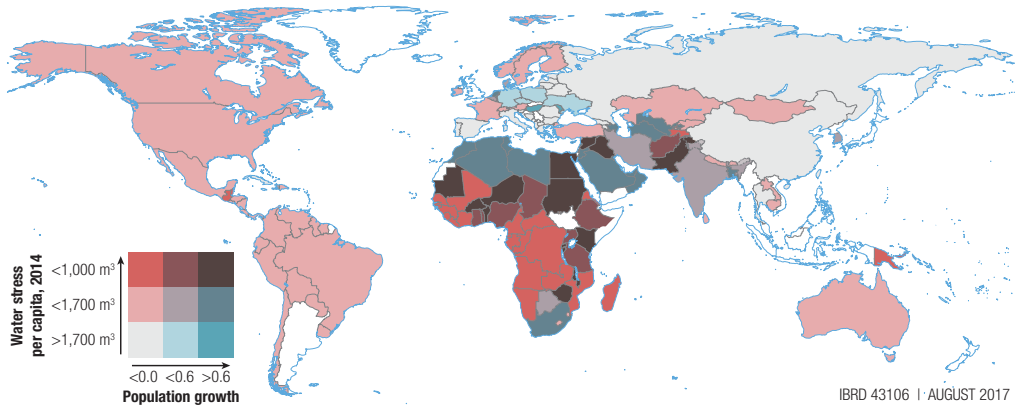 Water stress
per capita, 2014
<1,000 m³
<1,700 m³
>1,700 m³
<0.0 <0.6 >0.6
Population growth
IBRD 43106 | AUGUST 2017